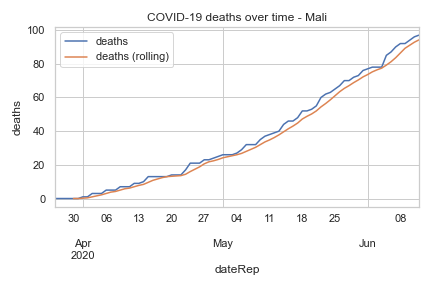 COVID-19 deaths over time - Mali
deaths
deaths (rolling)
100
80
60
40
20
0
deaths
30 06 13 20 27 04 11 18 25 08
Apr May Jun
2020
dateRep